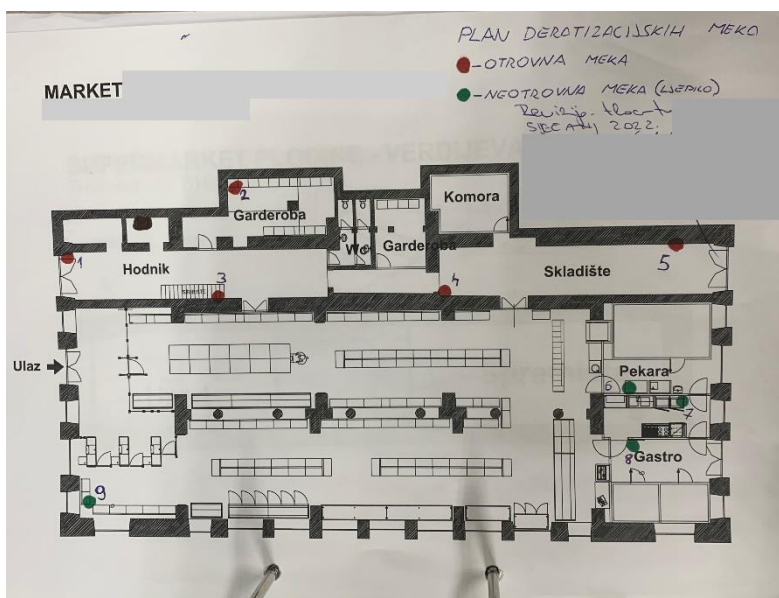 PLAN DERATIZACIJSKIH MEKA
- OTROVNA MEKA
- NEOTROVNA MEKA (LJEPILO)
SIJEČANJ 2022.
MARKET
2
Komora
Garderoba
Wc
Garderoba
1
Hodnik
3
4
Skladište
5
Ulaz
Pekara
6
7
8
Gastro
9